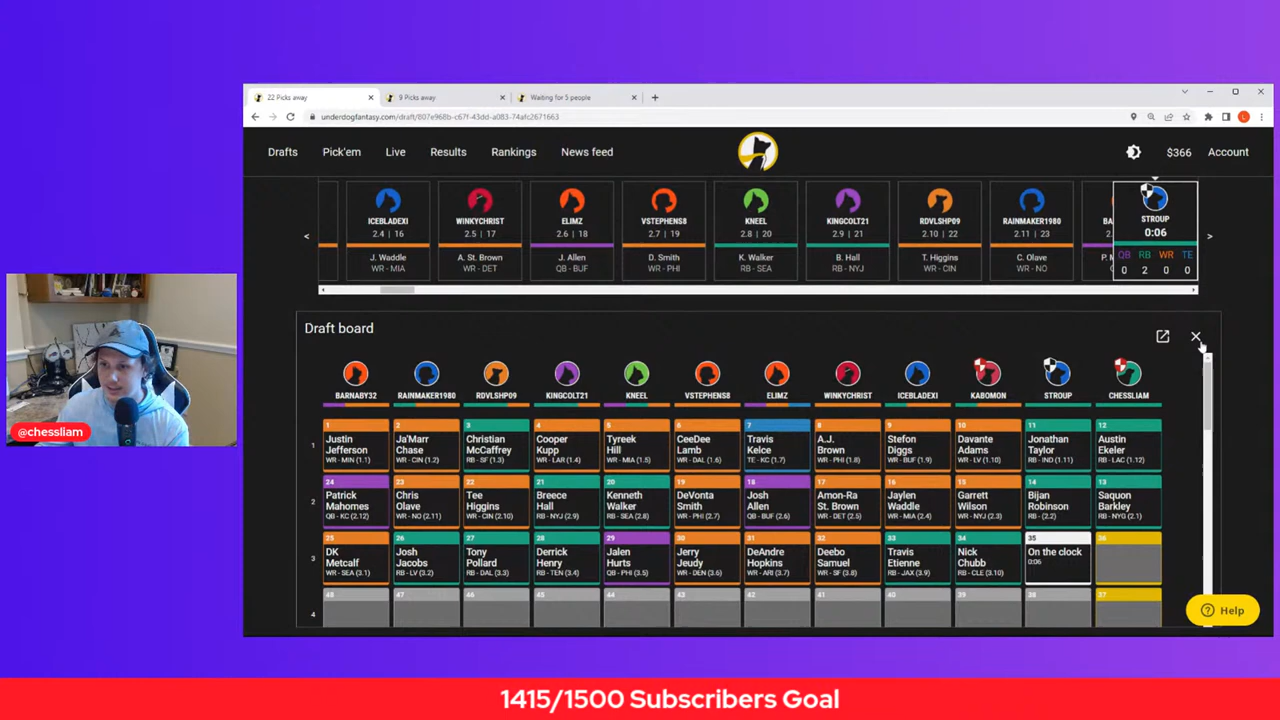 22 Picks away
9 Picks away
Waiting for 5 people
underdogfantasy.com/draft/807e968b-c67f-43dd-a083-74afc2671663
L
Drafts Pick'em Live Results Rankings News feed
$366 Account
ICEBLADEXI
2.4 | 16
J. Waddle
WR - MIA
WINKYCHRIST
2.5 | 17
A. St. Brown
WR - DET
ELIMZ
2.6 | 18
J. Allen
QB - BUF
VSTEPHENS8
2.7 | 19
D. Smith
WR - PHI
KNEEL
2.8 | 20
K. Walker
RB - SEA
KINGCOLT21
2.9 | 21
B. Hall
RB - NYJ
RDVLSHP09
2.10 | 22
T. Higgins
WR - CIN
RAINMAKER1980
2.11 | 23
C. Olave
WR - NO
BA
2
P. M
Q
STROUP
0:06
QB RB WR TE
0 2 0 0
Draft board
BARNABY32 RAINMAKER1980 RDVLSHP09 KINGCOLT21 KNEEL VSTEPHENS8 ELIMZ WINKYCHRIST ICEBLADEXI KABOMON STROUP CHESSLIAM
1
1
Justin
Jefferson
WR - MIN (1.1)
2
Ja'Marr
Chase
WR - CIN (1.2)
3
Christian
McCaffrey
RB - SF (1.3)
4
Cooper
Kupp
WR - LAR (1.4)
5
Tyreek
Hill
WR - MIA (1.5)
6
CeeDee
Lamb
WR - DAL (1.6)
7
Travis
Kelce
TE - KC (1.7)
8
A.J.
Brown
WR - PHI (1.8)
9
Stefon
Diggs
WR - BUF (1.9)
10
Davante
Adams
WR - LV (1.10)
11
Jonathan
Taylor
RB - IND (1.11)
12
Austin
Ekeler
RB - LAC (1.12)
2
24
Patrick
Mahomes
QB - KC (2.12)
23
Chris
Olave
WR - NO (2.11)
22
Tee
Higgins
WR - CIN (2.10)
21
Breece
Hall
RB - NYJ (2.9)
20
Kenneth
Walker
RB - SEA (2.8)
19
DeVonta
Smith
WR - PHI (2.7)
18
Josh
Allen
QB - BUF (2.6)
17
Amon-Ra
St. Brown
WR - DET (2.5)
16
Jaylen
Waddle
WR - MIA (2.4)
15
Garrett
Wilson
WR - NYJ (2.3)
14
Bijan
Robinson
RB - (2.2)
13
Saquon
Barkley
RB - NYG (2.1)
3
25
DK
Metcalf
WR - SEA (3.1)
26
Josh
Jacobs
RB - LV (3.2)
27
Tony
Pollard
RB - DAL (3.3)
28
Derrick
Henry
RB - TEN (3.4)
29
Jalen
Hurts
QB - PHI (3.5)
30
Jerry
Jeudy
WR - DEN (3.6)
31
DeAndre
Hopkins
WR - ARI (3.7)
32
Deebo
Samuel
WR - SF (3.8)
33
Travis
Etienne
RB - JAX (3.9)
34
Nick
Chubb
RB - CLE (3.10)
35
On the clock
0:06
36
4
48 47 46 45 44 43 42 41 40 39 38 37
Help
@chessliam
1415/1500 Subscribers Goal